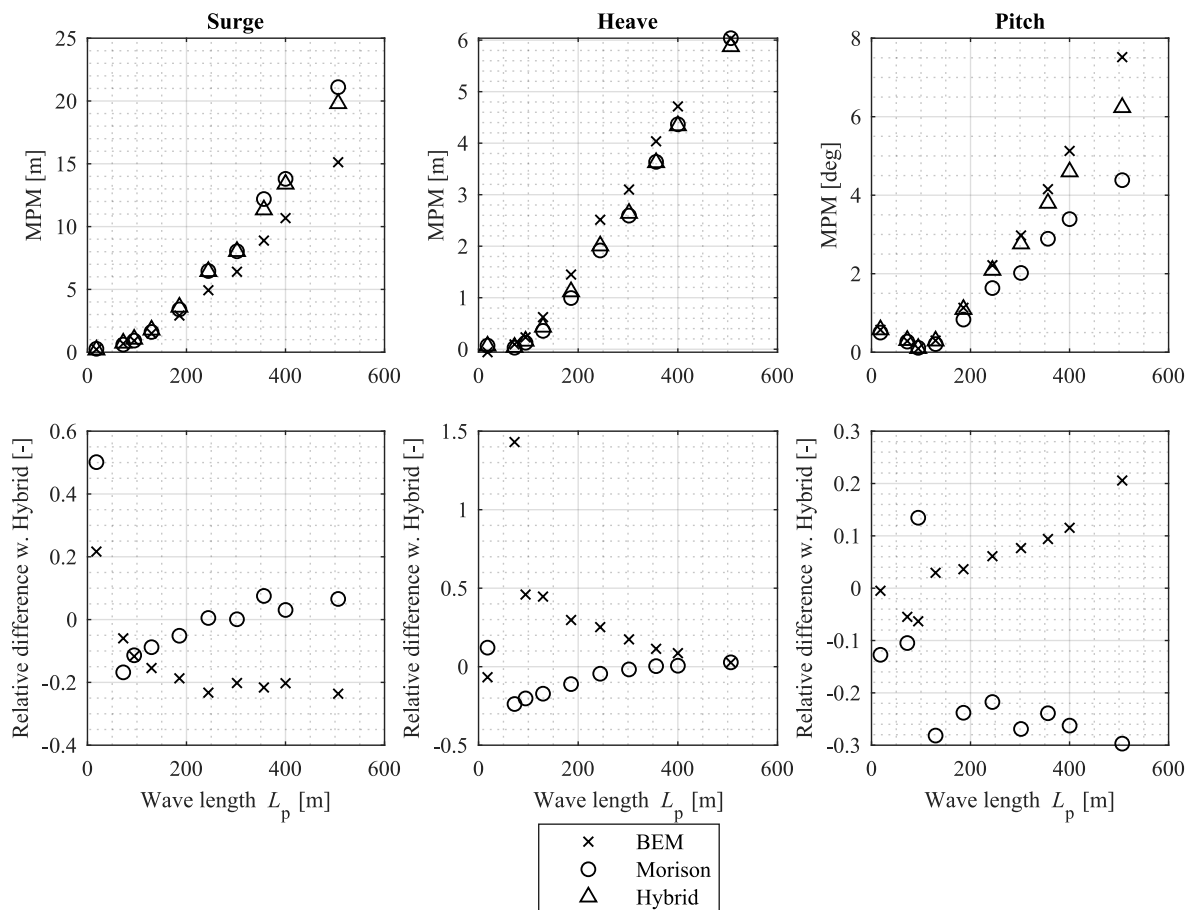 Surge
25
20
15
10
5
0
0 200 400 600
MPM [m]
Heave
6
5
4
3
2
1
0
0 200 400 600
MPM [m]
Pitch
8
6
4
2
0
0 200 400 600
MPM [deg]
0.6
0.4
0.2
0
-0.2
-0.4
0 200 400 600
Relative difference w. Hybrid [-]
Wave length Lp [m]
1.5
1
0.5
0
-0.5
0 200 400 600
Relative difference w. Hybrid [-]
Wave length Lp [m]
0.3
0.2
0.1
0
-0.1
-0.2
-0.3
0 200 400 600
Relative difference w. Hybrid [-]
Wave length Lp [m]
BEM
Morison
Hybrid